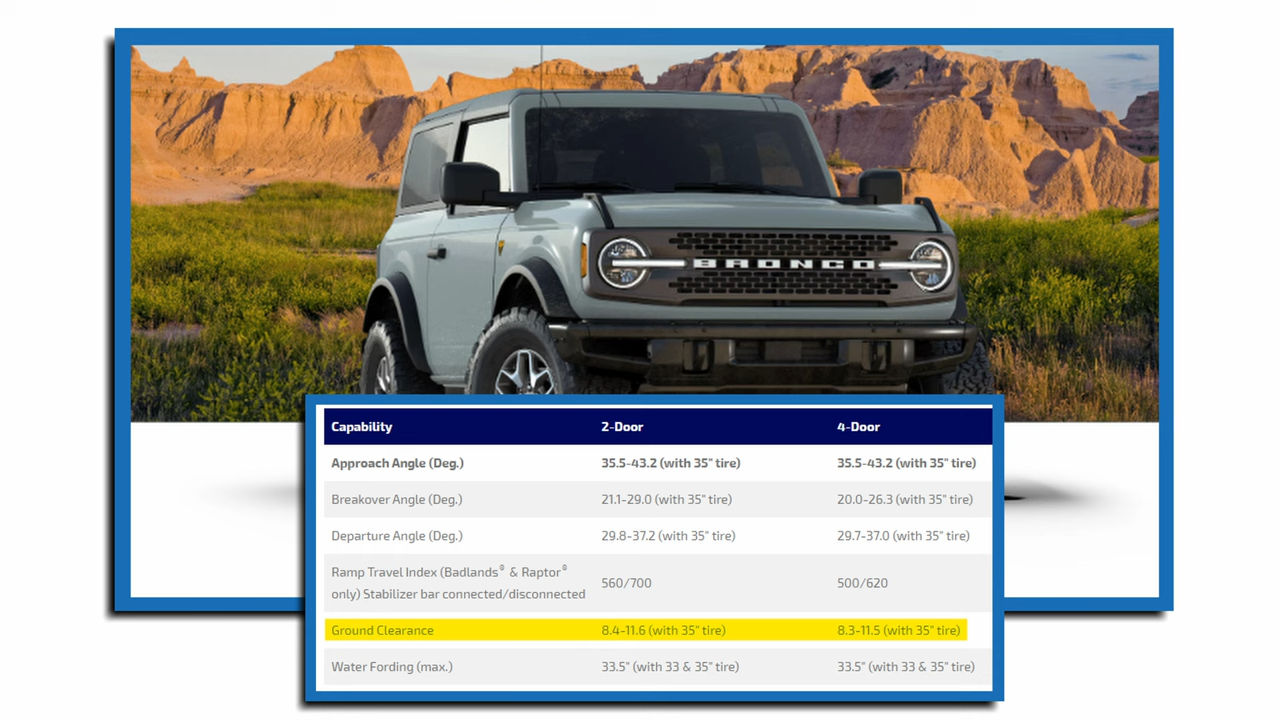 BRONCO
Capability 2-Door 4-Door
Approach Angle (Deg.) 35.5-43.2 (with 35" tire) 35.5-43.2 (with 35" tire)
Breakover Angle (Deg.) 21.1-29.0 (with 35" tire) 20.0-26.3 (with 35" tire)
Departure Angle (Deg.) 29.8-37.2 (with 35" tire) 29.7-37.0 (with 35" tire)
Ramp Travel Index (Badlands® & Raptor®
only) Stabilizer bar connected/disconnected 560/700 500/620
Ground Clearance 8.4-11.6 (with 35" tire) 8.3-11.5 (with 35" tire)
Water Fording (max.) 33.5" (with 33 & 35" tire) 33.5" (with 33 & 35" tire)